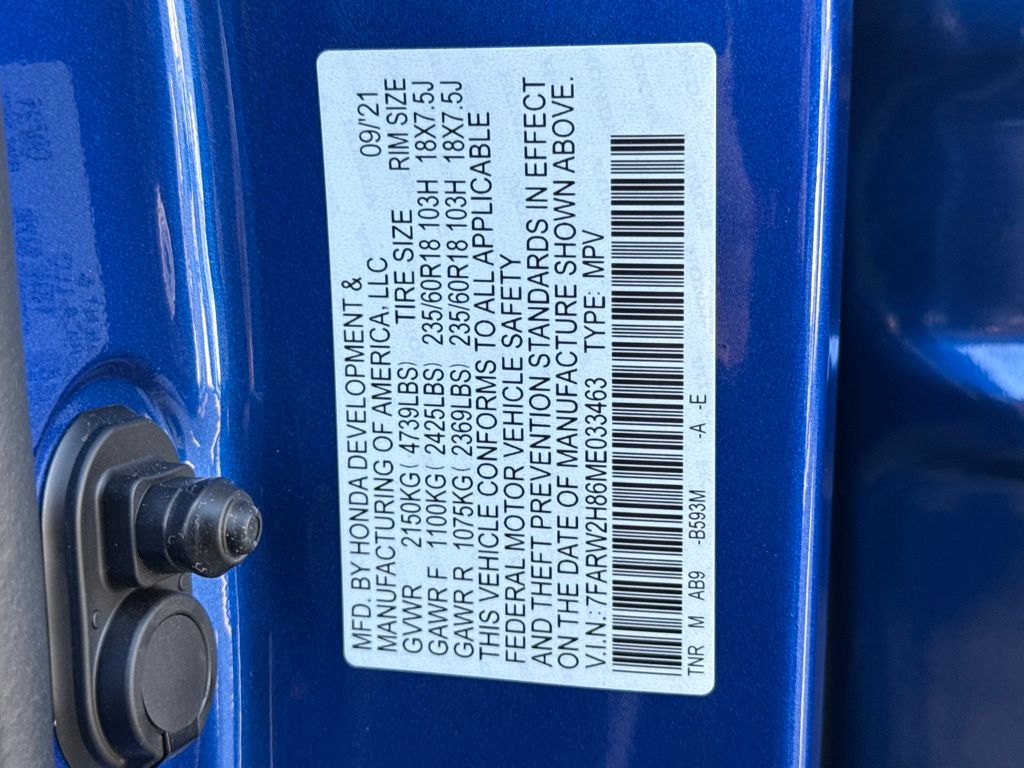 MFD. BY HONDA DEVELOPMENT &
MANUFACTURING OF AMERICA, LLC 09/'21
GVWR 2150KG( 4739LBS) TIRE SIZE RIM SIZE
GAWR F 1100KG( 2425LBS) 235/60R18 103H 18X7.5J
GAWR R 1075KG( 2369LBS) 235/60R18 103H 18X7.5J
THIS VEHICLE CONFORMS TO ALL APPLICABLE
FEDERAL MOTOR VEHICLE SAFETY
AND THEFT PREVENTION STANDARDS IN EFFECT
ON THE DATE OF MANUFACTURE SHOWN ABOVE.
V.I.N.: 7FARW2H86ME033463 TYPE: MPV
TNR M AB9 -B593M -A -E